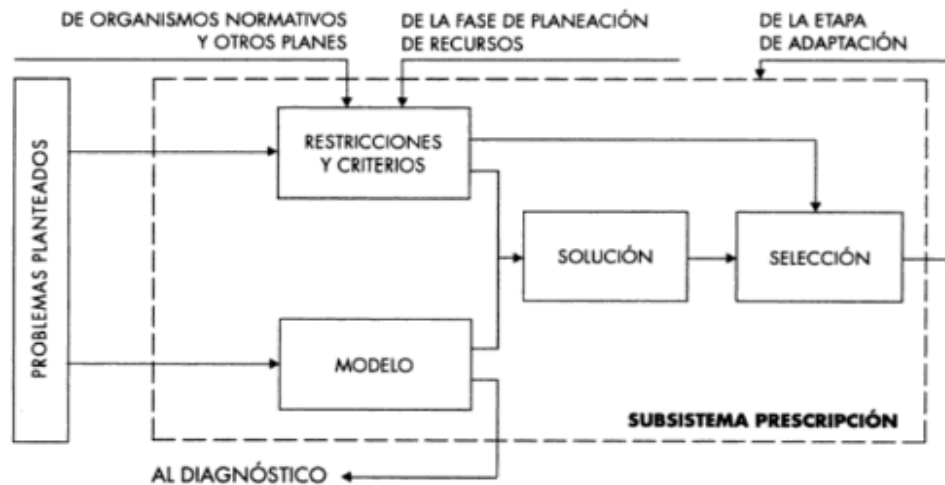 DE ORGANISMOS NORMATIVOS
Y OTROS PLANES
DE LA FASE DE PLANEACIÓN
DE RECURSOS
DE LA ETAPA
DE ADAPTACIÓN
PROBLEMAS PLANTEADOS
RESTRICCIONES
Y CRITERIOS
SOLUCIÓN
SELECCIÓN
MODELO
SUBSISTEMA PRESCRIPCIÓN
AL DIAGNÓSTICO